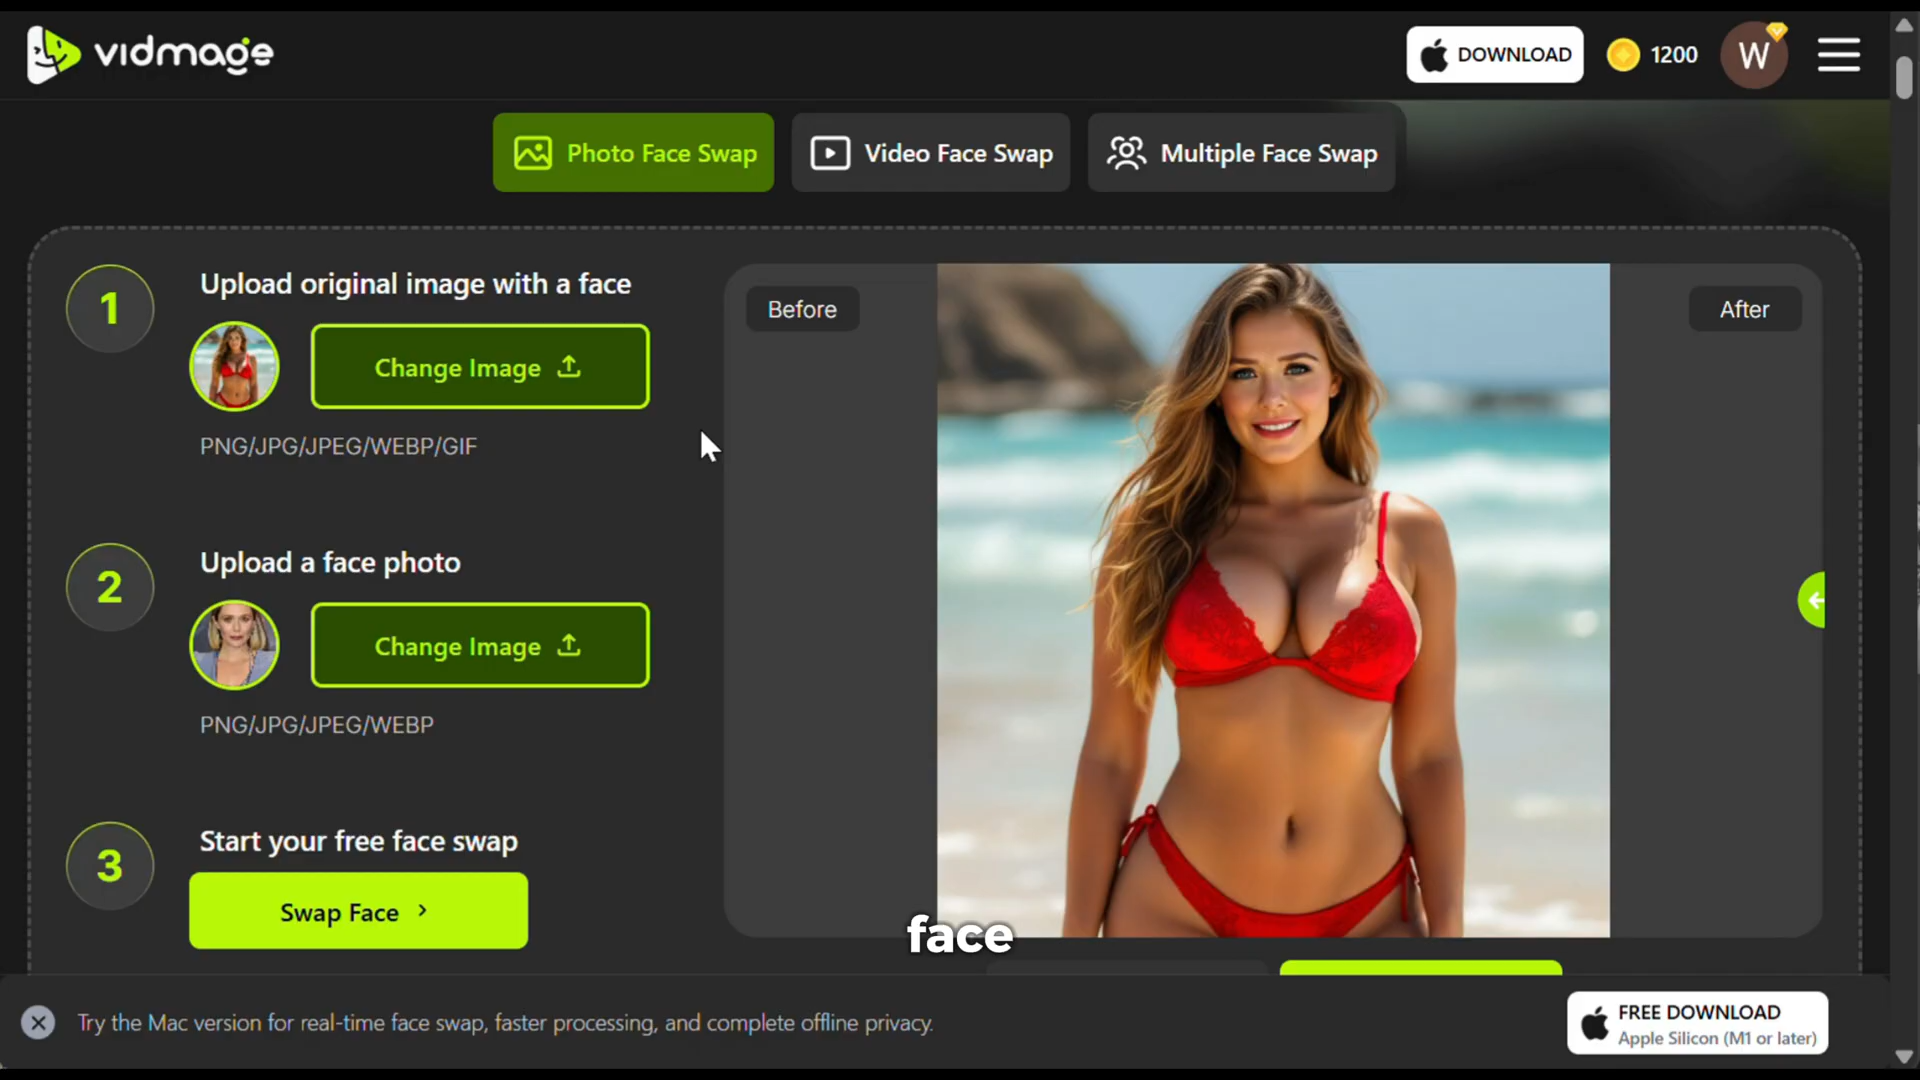 vidmage
DOWNLOAD
1200
W
Photo Face Swap
Video Face Swap
Multiple Face Swap
1
Upload original image with a face
Change Image
PNG/JPG/JPEG/WEBP/GIF
Before
After
2
Upload a face photo
Change Image
PNG/JPG/JPEG/WEBP
3
Start your free face swap
Swap Face
face
Try the Mac version for real-time face swap, faster processing, and complete offline privacy.
FREE DOWNLOAD
Apple Silicon (M1 or later)